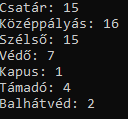 Csatár: 15
Középpályás: 16
Szélső: 15
Védő: 7
Kapus: 1
Támadó: 4
Balhátvéd: 2